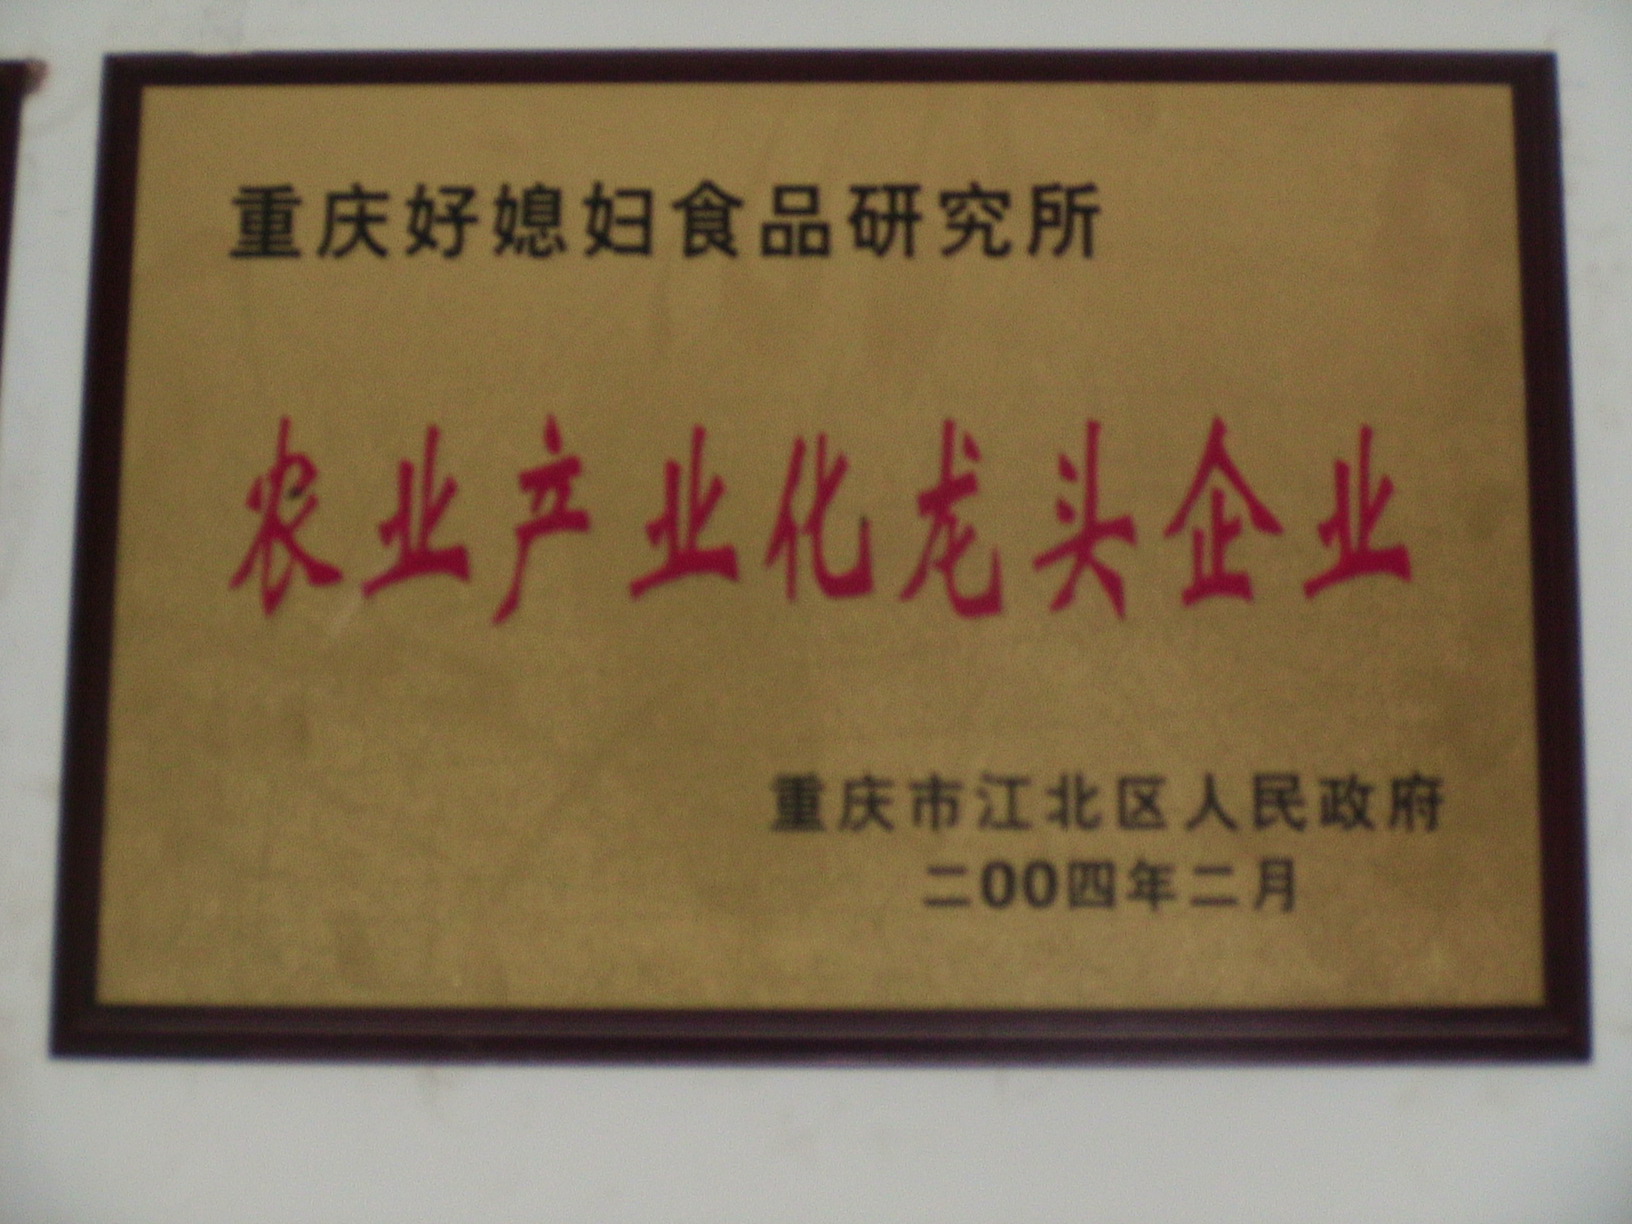 重庆好媳妇食品研究所
农业产业化龙头企业
重庆市江北区人民政府
二00四年二月